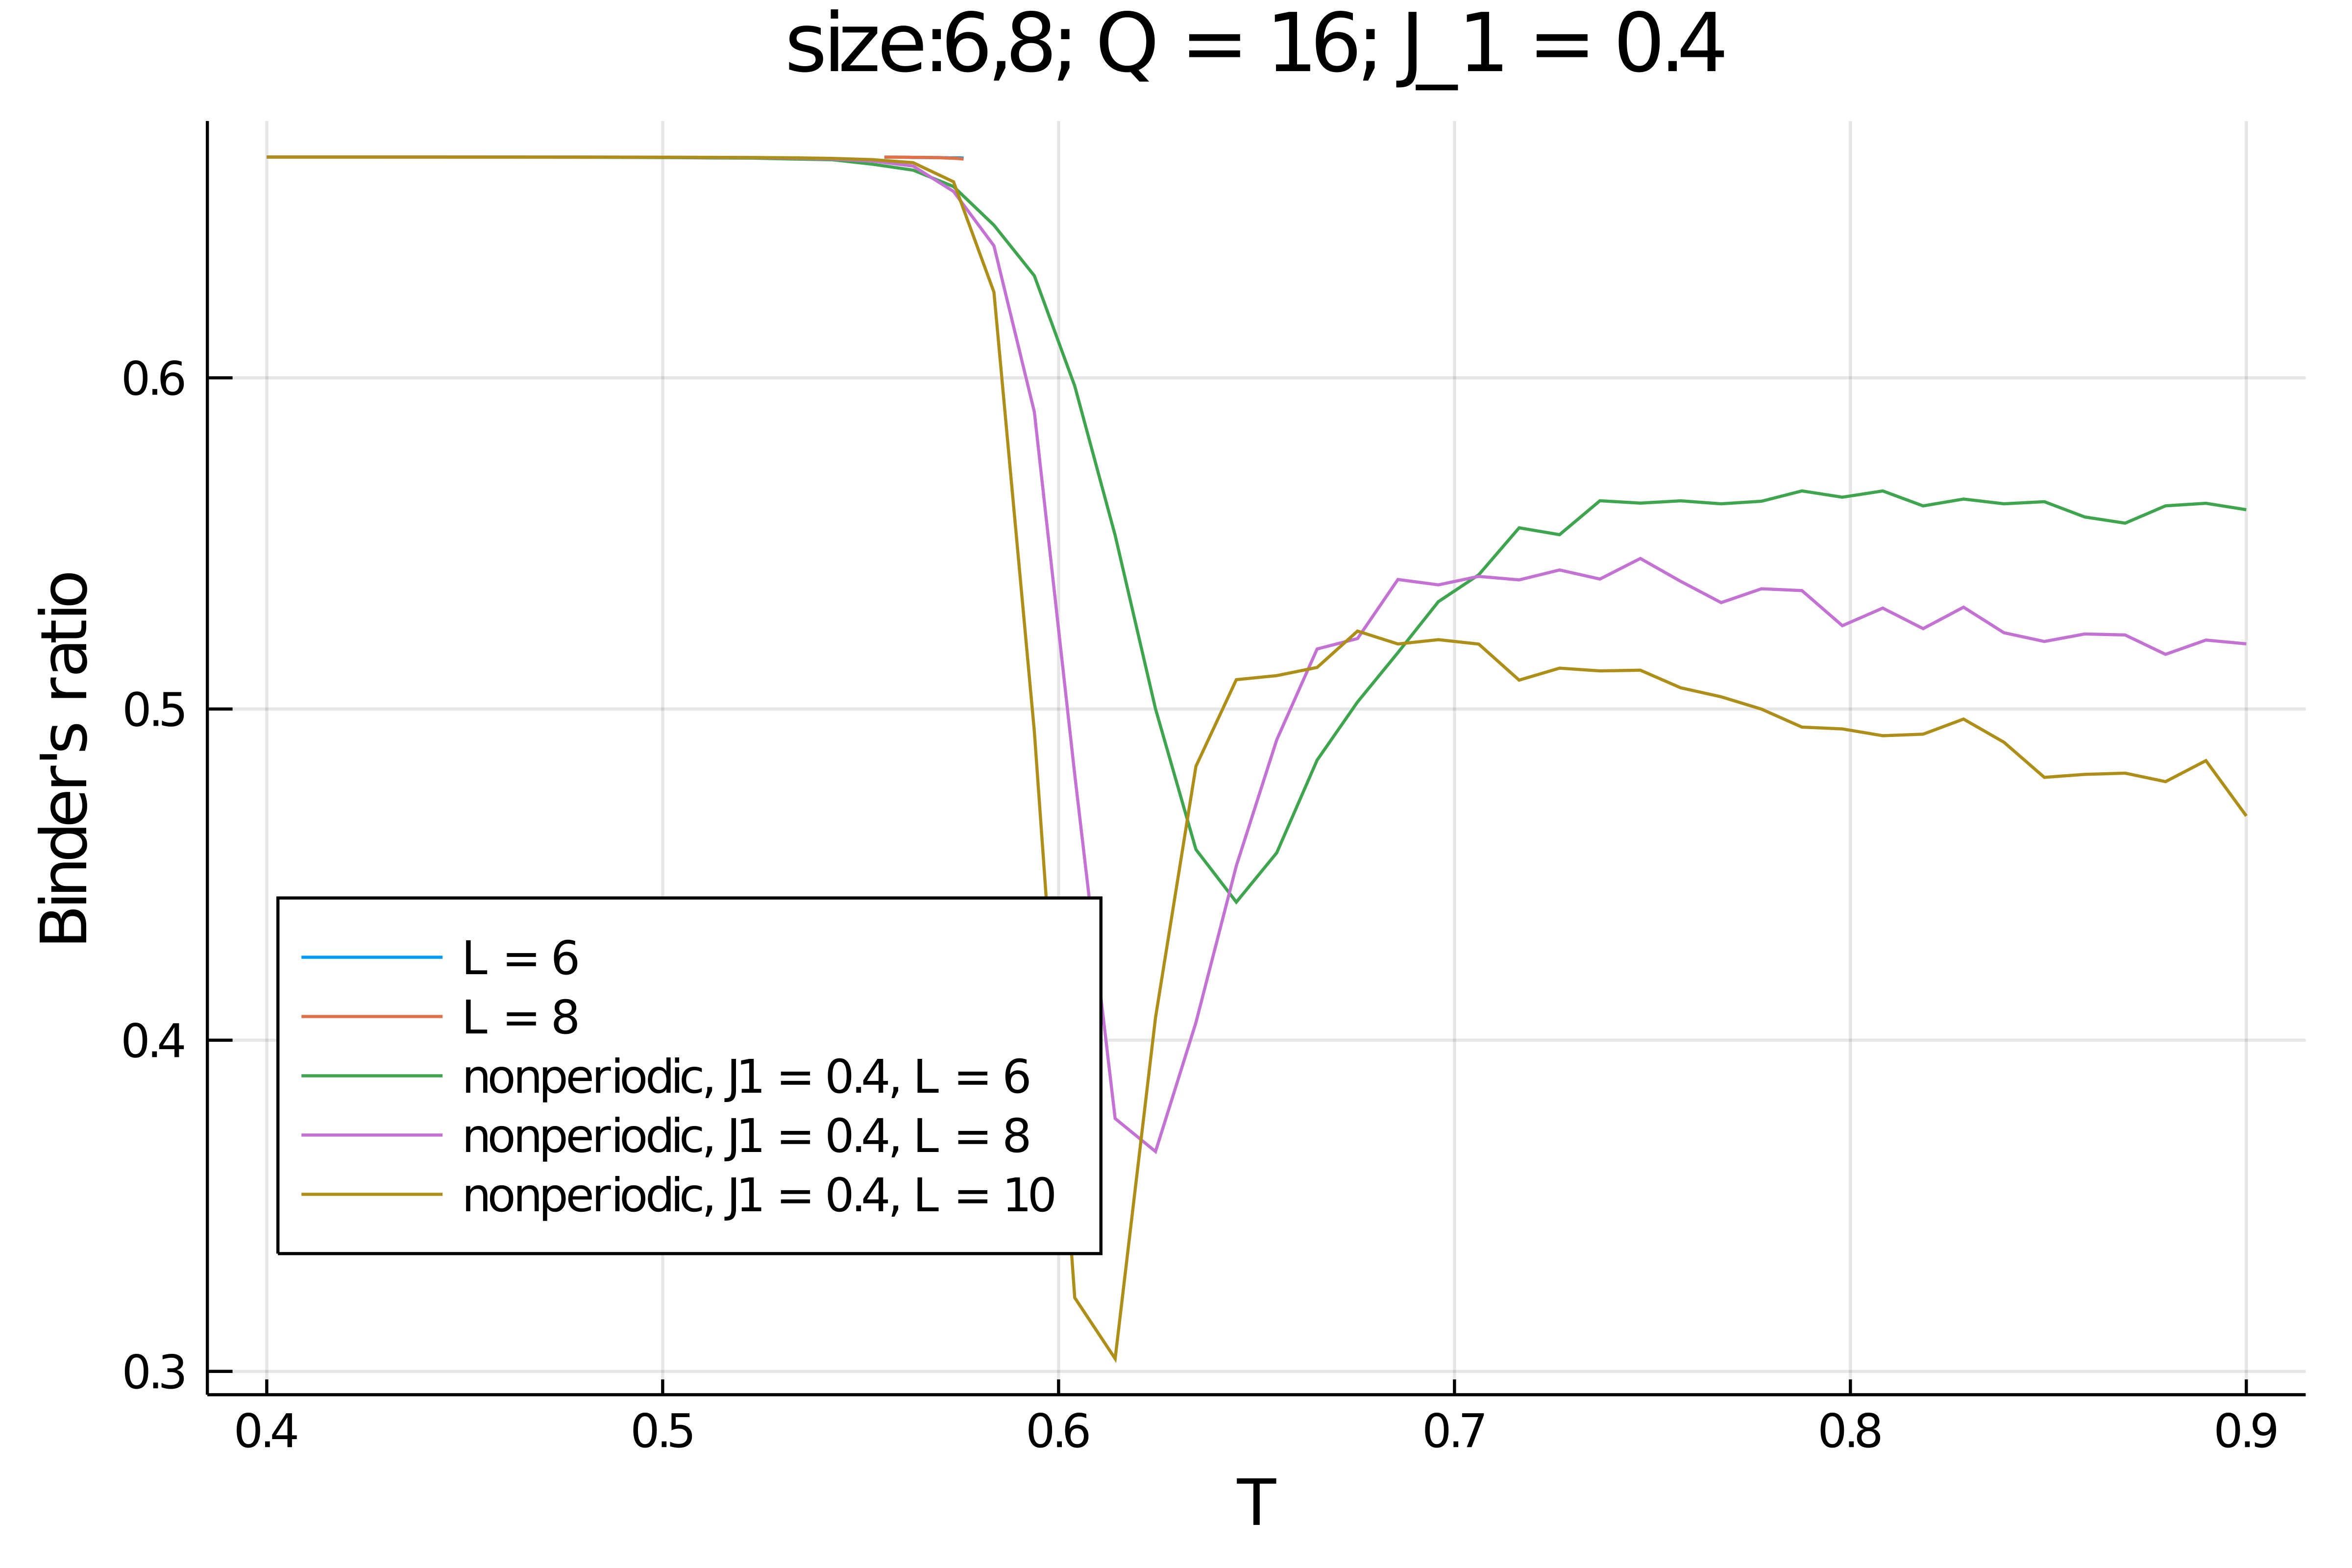 size:6,8; Q = 16; J_1 = 0.4
Binder's ratio
0.6
0.5
0.4
0.3
L = 6
L = 8
nonperiodic, J1 = 0.4, L = 6
nonperiodic, J1 = 0.4, L = 8
nonperiodic, J1 = 0.4, L = 10
0.4 0.5 0.6 0.7 0.8 0.9
T